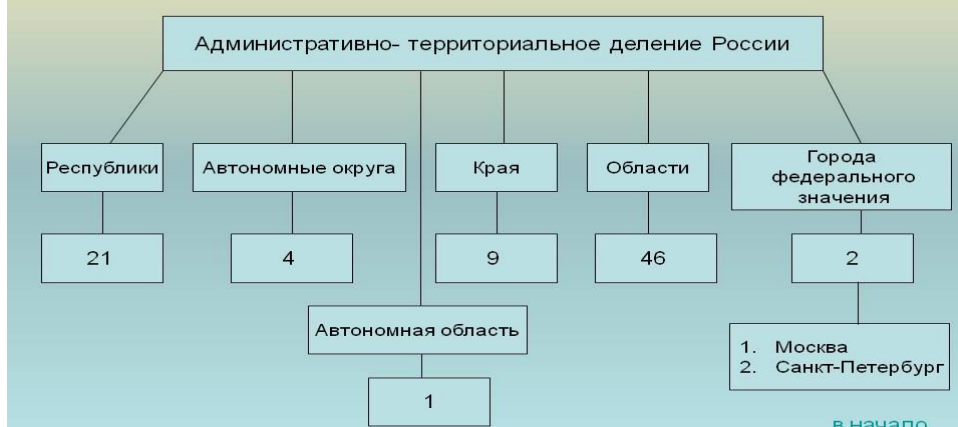 Административно- территориальное деление России
Республики
Автономные округа
Края
Области
Города
федерального
значения
21
4
9
46
2
Автономная область
1. Москва
2. Санкт-Петербург
1
в начало